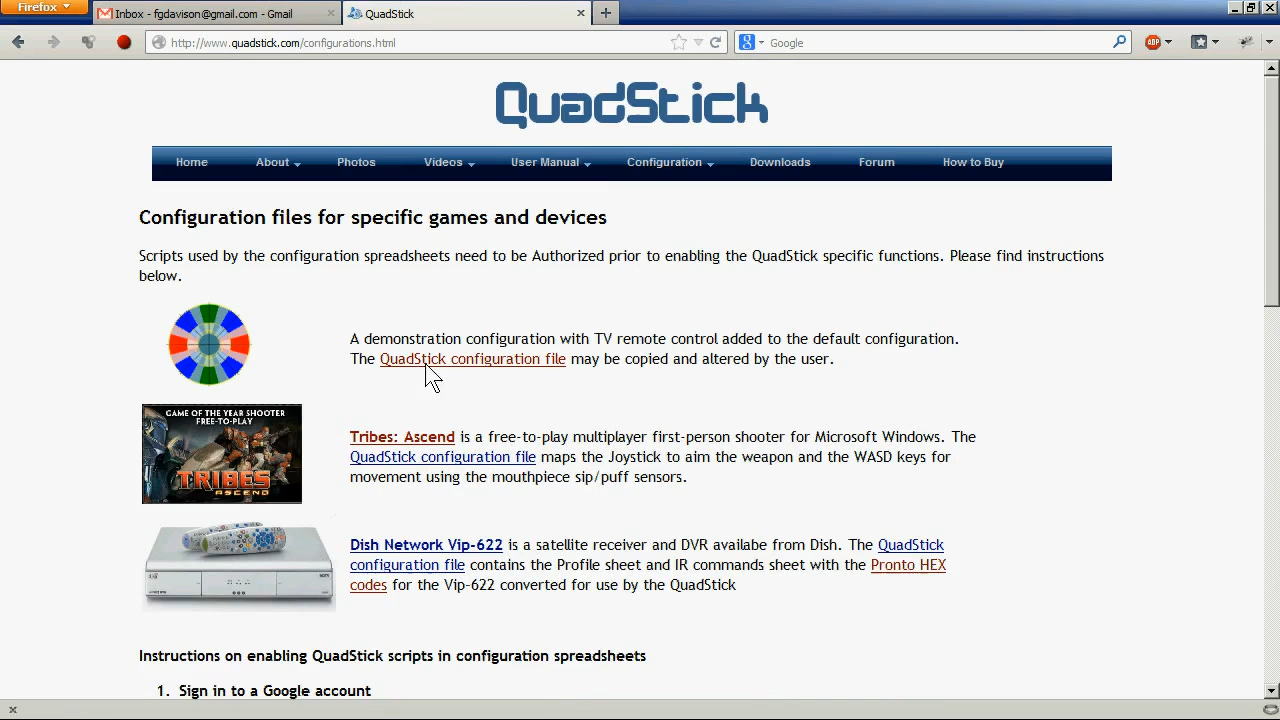 Firefox
Inbox - fgdavison@gmail.com - Gmail
QuadStick
http://www.quadstick.com/configurations.html
Google
ABP
QuadStick
Home About Photos Videos User Manual Configuration Downloads Forum How to Buy
Configuration files for specific games and devices
Scripts used by the configuration spreadsheets need to be Authorized prior to enabling the QuadStick specific functions. Please find instructions
below.
A demonstration configuration with TV remote control added to the default configuration.
The QuadStick configuration file may be copied and altered by the user.
GAME OF THE YEAR SHOOTER
FREE-TO-PLAY
TRIBES
ASCEND
Tribes: Ascend is a free-to-play multiplayer first-person shooter for Microsoft Windows. The
QuadStick configuration file maps the Joystick to aim the weapon and the WASD keys for
movement using the mouthpiece sip/puff sensors.
Dish Network Vip-622 is a satellite receiver and DVR availabe from Dish. The QuadStick
configuration file contains the Profile sheet and IR commands sheet with the Pronto HEX
codes for the Vip-622 converted for use by the QuadStick
Instructions on enabling QuadStick scripts in configuration spreadsheets
1. Sign in to a Google account